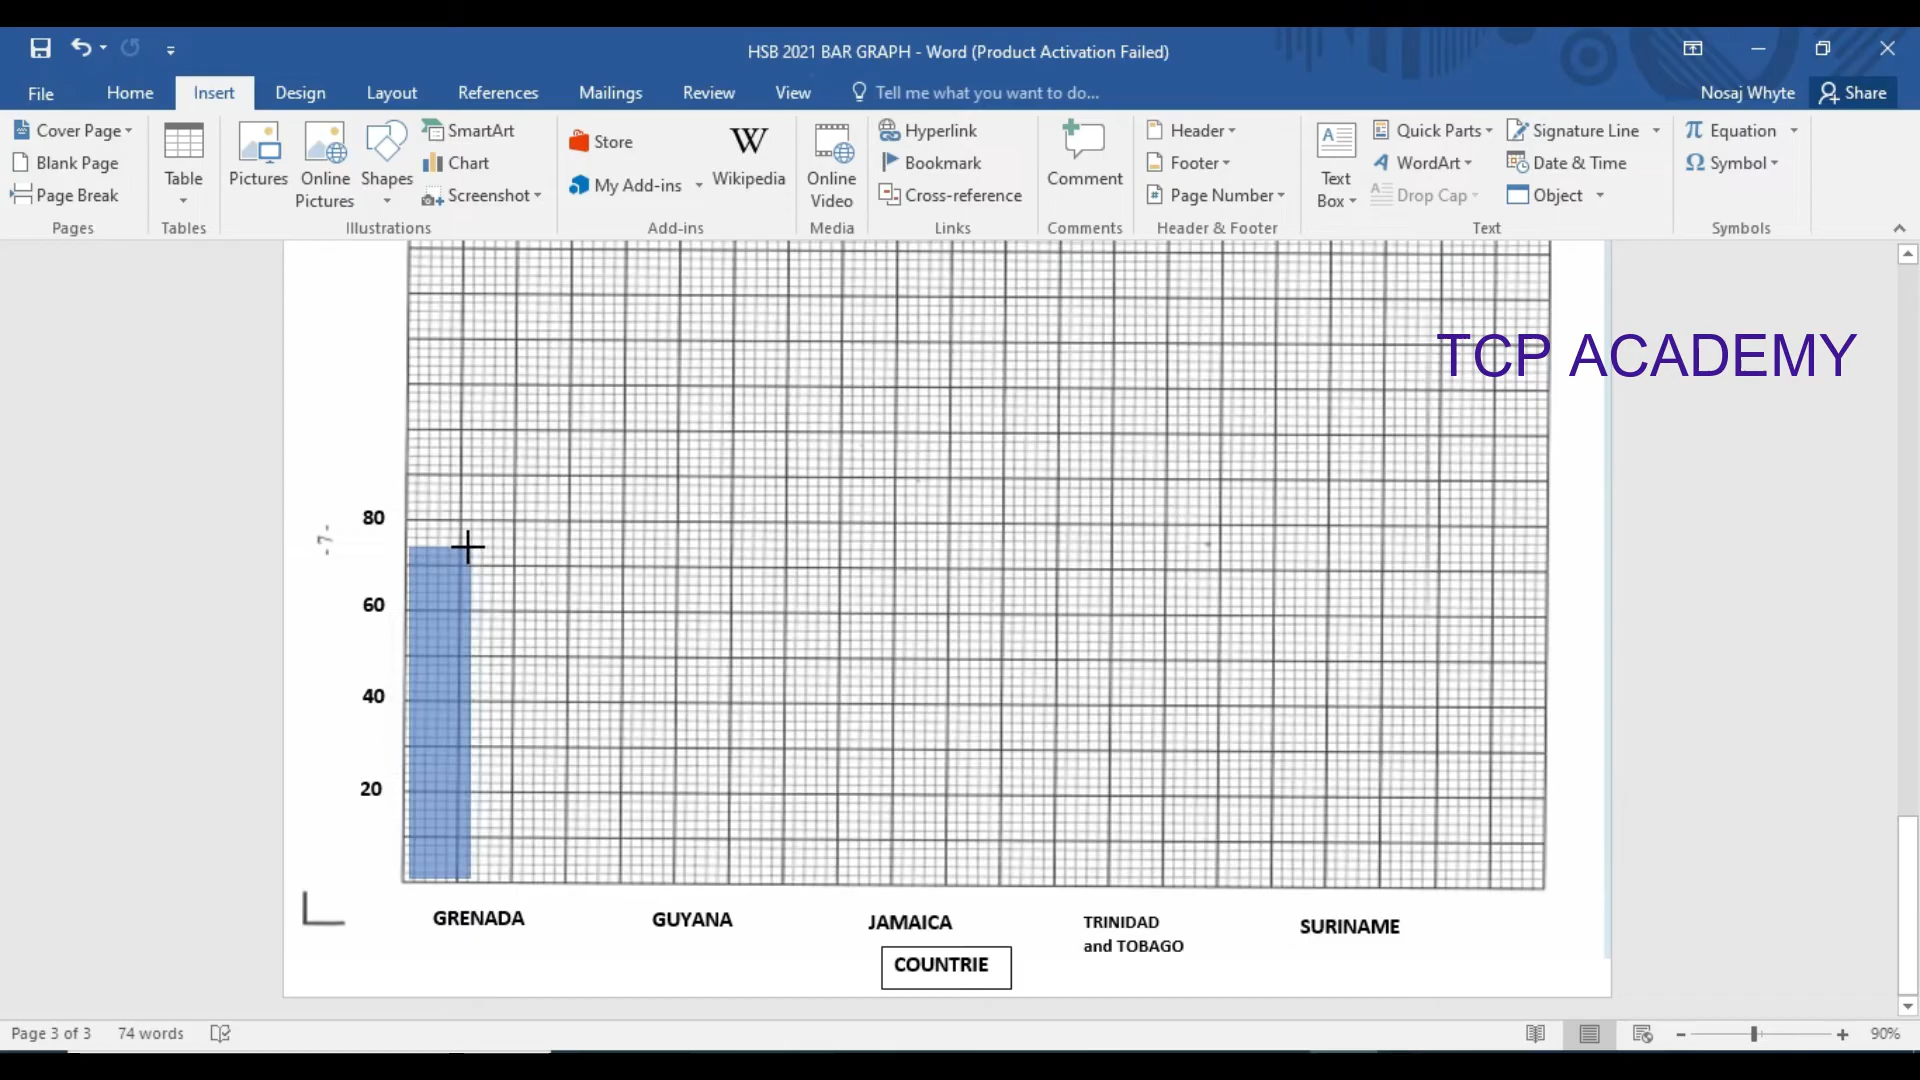 HSB 2021 BAR GRAPH - Word (Product Activation Failed)
File Home Insert Design Layout References Mailings Review View Tell me what you want to do... Nosaj Whyte Share
Cover Page
Blank Page
Page Break
Pages
Table
Tables
Pictures
Online Pictures
Shapes
SmartArt
Chart
Screenshot
Illustrations
Store
My Add-ins
Wikipedia
Add-ins
Online Video
Media
Hyperlink
Bookmark
Cross-reference
Links
Comment
Comments
Header
Footer
Page Number
Header & Footer
Text Box
Quick Parts
WordArt
Drop Cap
Signature Line
Date & Time
Object
Text
Equation
Symbol
Symbols
TCP ACADEMY
80
- 7 -
60
40
20
GRENADA GUYANA JAMAICA TRINIDAD and TOBAGO SURINAME
COUNTRIE
Page 3 of 3 74 words 90%